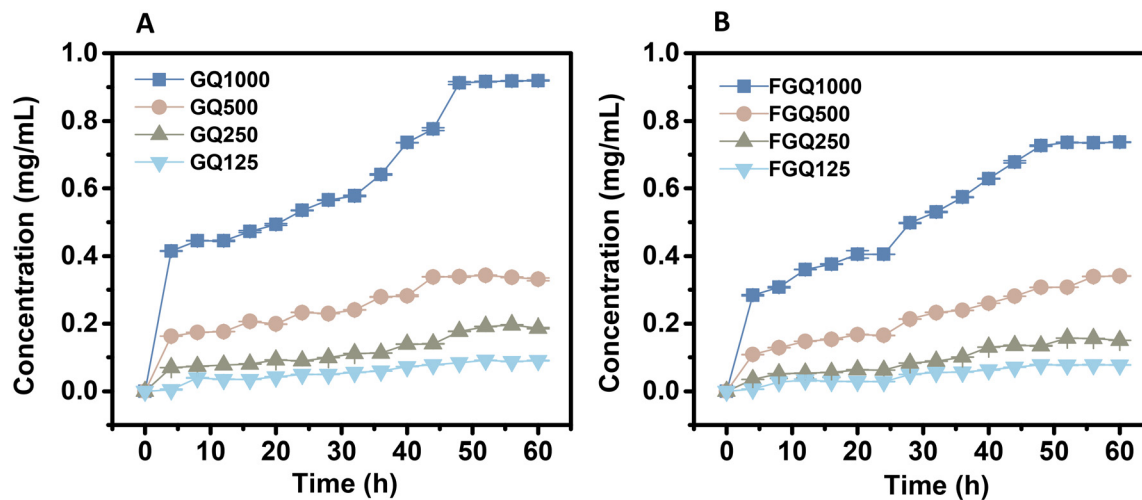 A
Concentration (mg/mL)
1.0
0.8
0.6
0.4
0.2
0.0
GQ1000
GQ500
GQ250
GQ125
0 10 20 30 40 50 60
Time (h)
B
Concentration (mg/mL)
1.0
0.8
0.6
0.4
0.2
0.0
FGQ1000
FGQ500
FGQ250
FGQ125
0 10 20 30 40 50 60
Time (h)